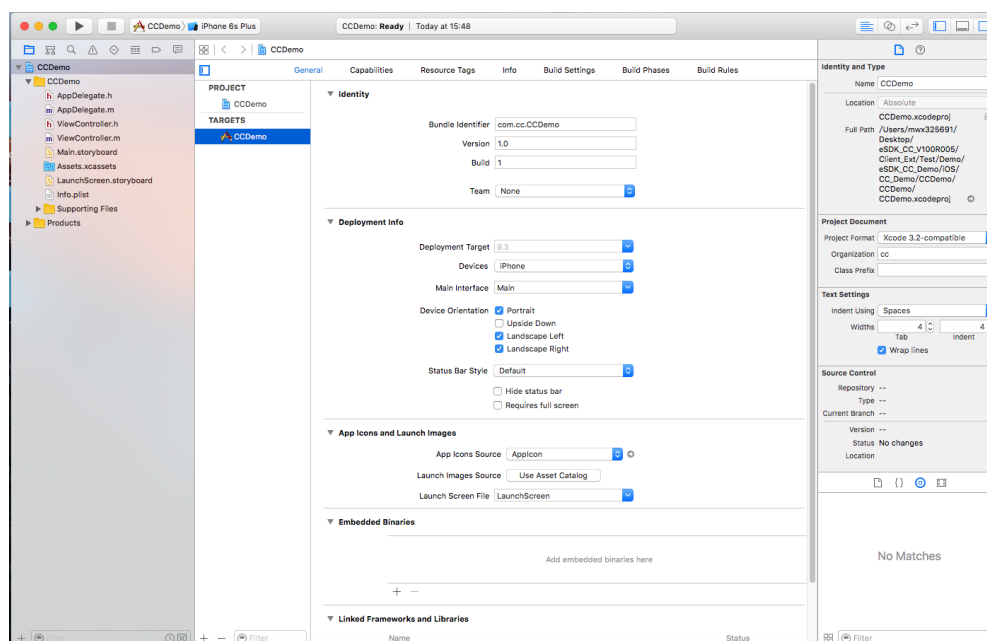 CCDemo iPhone 6s Plus
CCDemo: Ready | Today at 15:48
CCDemo
CCDemo
CCDemo
h AppDelegate.h
m AppDelegate.m
h ViewController.h
m ViewController.m
Main.storyboard
Assets.xcassets
LaunchScreen.storyboard
Info.plist
Supporting Files
Products
Filter
General Capabilities Resource Tags Info Build Settings Build Phases Build Rules
PROJECT
CCDemo
TARGETS
CCDemo
Filter
Identity
Bundle Identifier com.cc.CCDemo
Version 1.0
Build 1
Team None
Deployment Info
Deployment Target 9.3
Devices iPhone
Main Interface Main
Device Orientation Portrait
Upside Down
Landscape Left
Landscape Right
Status Bar Style Default
Hide status bar
Requires full screen
App Icons and Launch Images
App Icons Source AppIcon
Launch Images Source Use Asset Catalog
Launch Screen File LaunchScreen
Embedded Binaries
Add embedded binaries here
Linked Frameworks and Libraries
Name Status
Identity and Type
Name CCDemo
Location Absolute
CCDemo.xcodeproj
Full Path /Users/mwx325691/
Desktop/
eSDK_CC_V100R005/
Client_Ext/Test/Demo/
eSDK_CC_Demo/iOS/
CC_Demo/CCDemo/
CCDemo/
CCDemo.xcodeproj
Project Document
Project Format Xcode 3.2-compatible
Organization cc
Class Prefix
Text Settings
Indent Using Spaces
Widths 4 4
Tab Indent
Wrap lines
Source Control
Repository --
Type --
Current Branch --
Version --
Status No changes
Location
No Matches
Filter